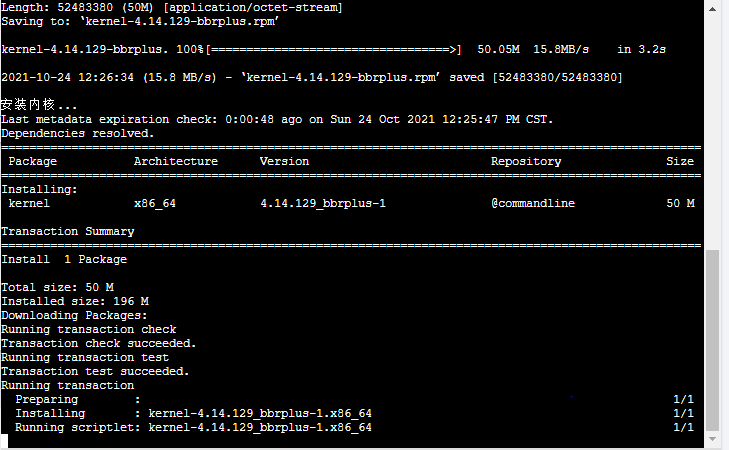 Length: 52483380 (50M) [application/octet-stream]
Saving to: ‘kernel-4.14.129-bbrplus.rpm’
kernel-4.14.129-bbrplus. 100%[==================================>]  50.05M  15.8MB/s    in 3.2s
2021-10-24 12:26:34 (15.8 MB/s) - ‘kernel-4.14.129-bbrplus.rpm’ saved [52483380/52483380]
安装内核...
Last metadata expiration check: 0:00:48 ago on Sun 24 Oct 2021 12:25:47 PM CST.
Dependencies resolved.
====================================================================================================
 Package           Architecture      Version                          Repository               Size
====================================================================================================
Installing:
 kernel            x86_64            4.14.129_bbrplus-1               @commandline             50 M
Transaction Summary
====================================================================================================
Install  1 Package
Total size: 50 M
Installed size: 196 M
Downloading Packages:
Running transaction check
Transaction check succeeded.
Running transaction test
Transaction test succeeded.
Running transaction
  Preparing        :                                                                            1/1
  Installing       : kernel-4.14.129_bbrplus-1.x86_64                                           1/1
  Running scriptlet: kernel-4.14.129_bbrplus-1.x86_64                                           1/1